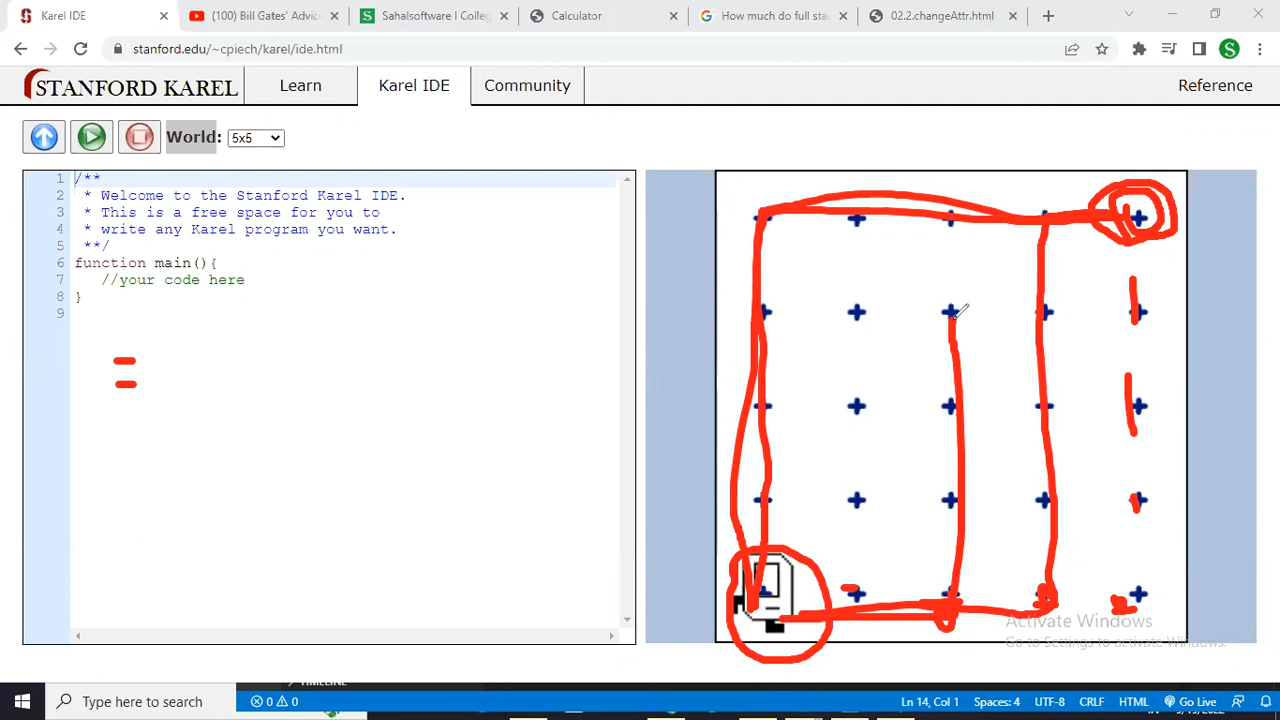 Karel IDE
(100) Bill Gates' Advice
Sahalsoftware I Colleg
Calculator
How much do full sta
02.2.changeAttr.html
stanford.edu/~cpiech/karel/ide.html
STANFORD KAREL
Learn
Karel IDE
Community
Reference
World: 5x5
1 /**
2 * Welcome to the Stanford Karel IDE.
3 * This is a free space for you to
4 * write any Karel program you want.
5 **/
6 function main(){
7 //your code here
8 }
9
Activate Windows
Go to Settings to activate Windows.
Type here to search
0 0
Ln 14, Col 1
Spaces: 4
UTF-8
CRLF
HTML
Go Live